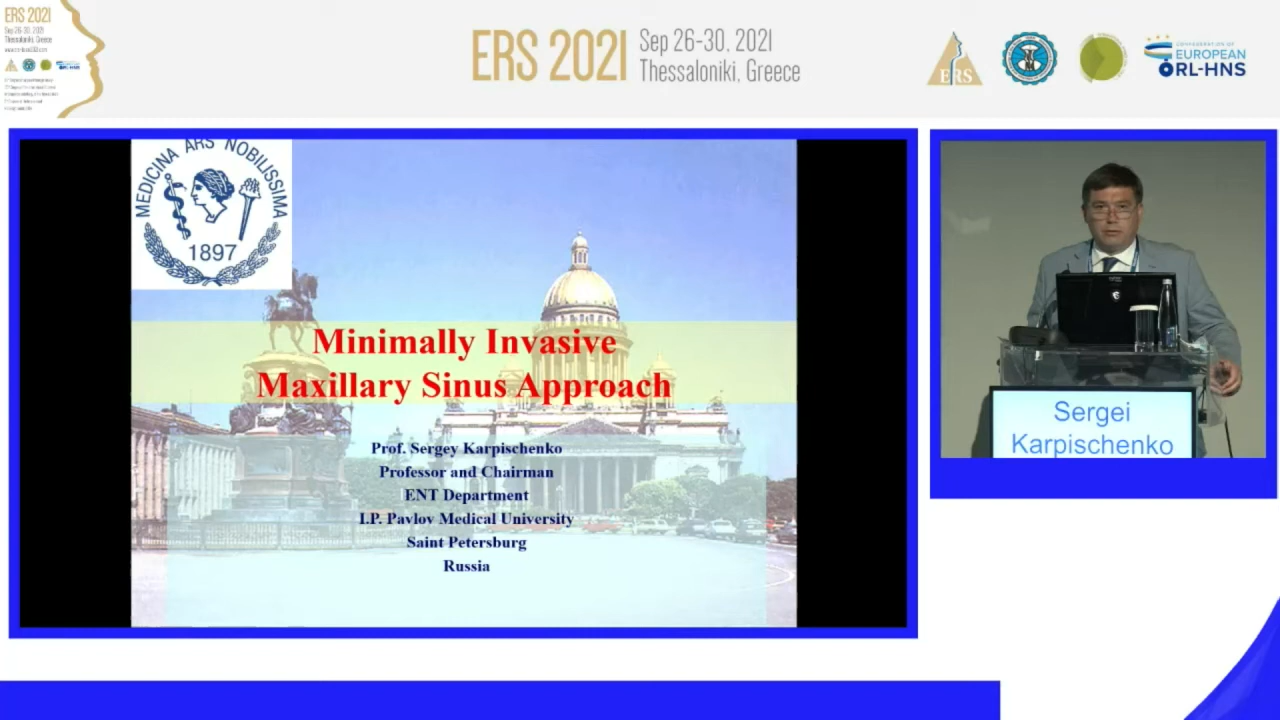 ERS 2021
Sep 26-30, 2021
Thessaloniki, Greece
ERS 2021
Sep 26-30, 2021
Thessaloniki, Greece
ERS
EUROPEAN
ORL-HNS
MEDICINA ARS NOBILISSIMA
1897
Minimally Invasive
Maxillary Sinus Approach
Prof. Sergey Karpischenko
Professor and Chairman
ENT Department
I.P. Pavlov Medical University
Saint Petersburg
Russia
Sergei
Karpischenko